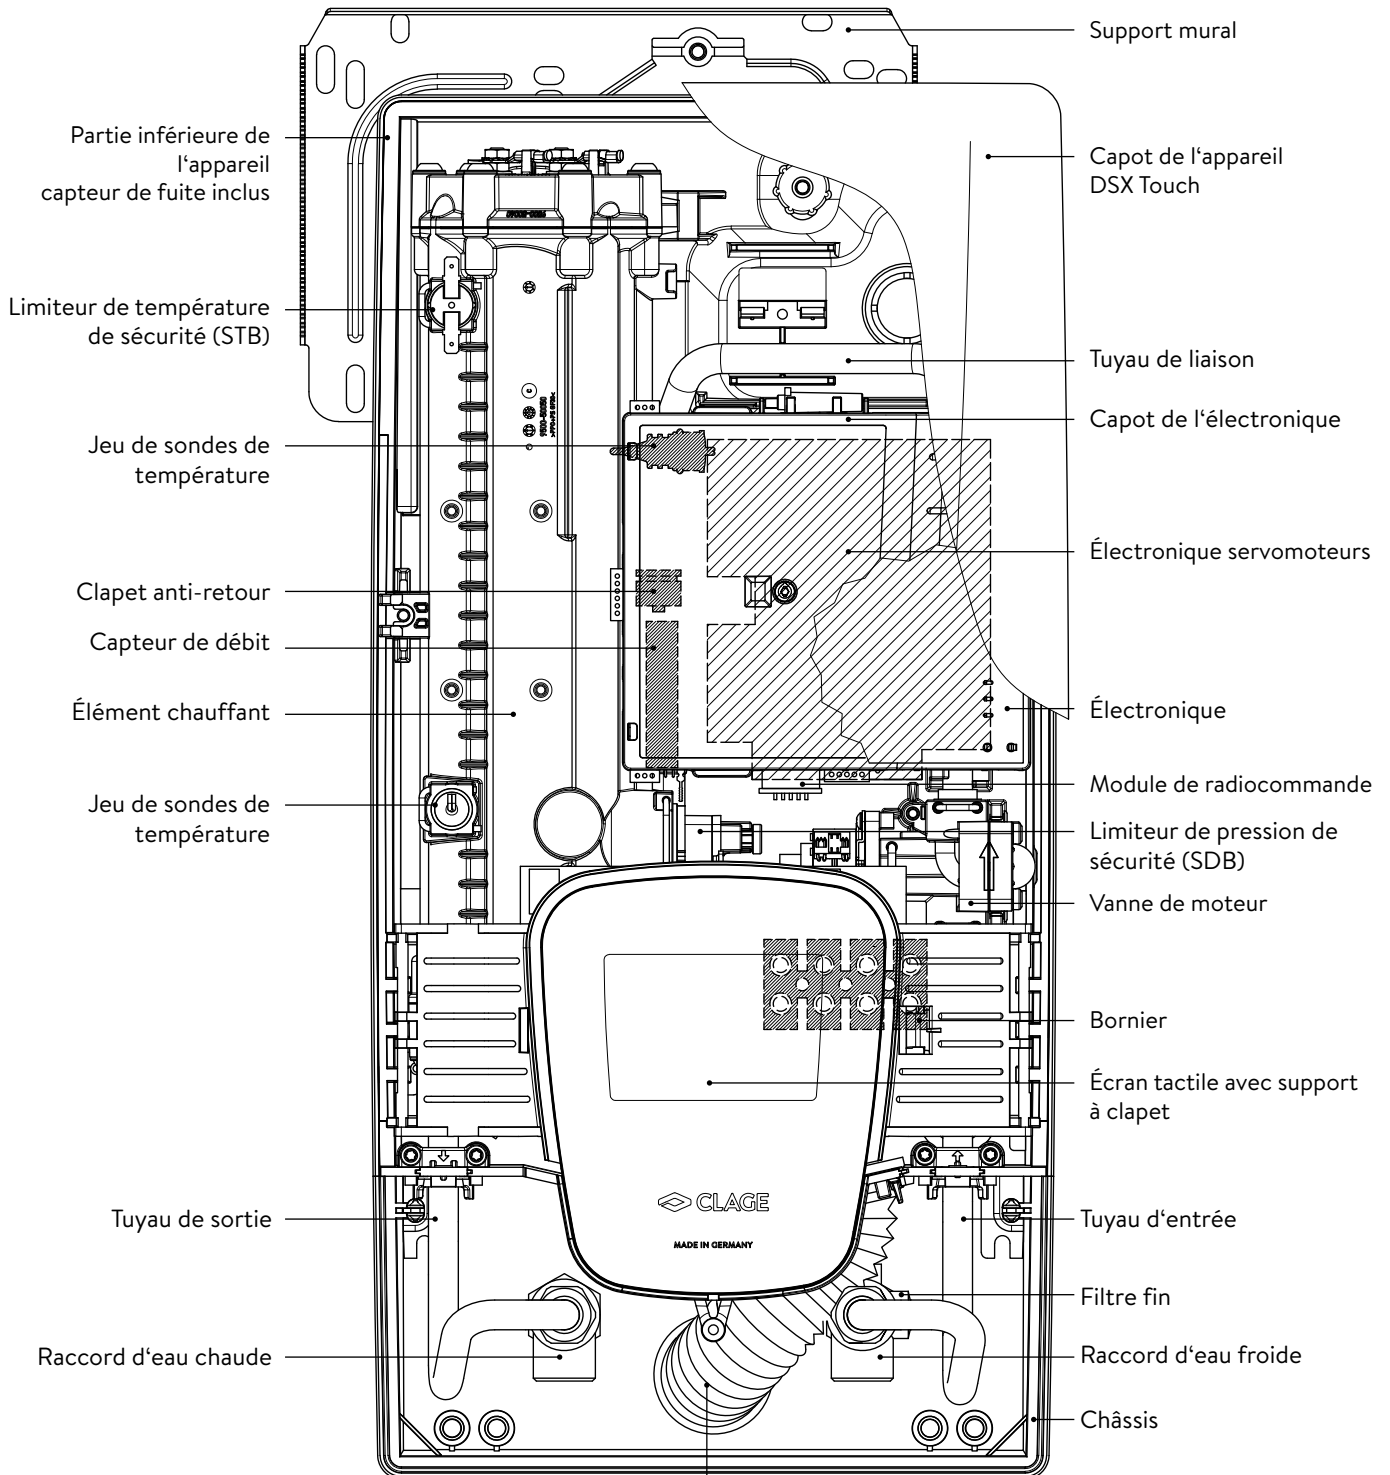 Support mural
Partie inférieure de
l‘appareil
capteur de fuite inclus
Capot de l‘appareil
DSX Touch
Limiteur de température
de sécurité (STB)
Tuyau de liaison
Capot de l‘électronique
Jeu de sondes de
température
Électronique servomoteurs
Clapet anti-retour
Capteur de débit
Élément chauffant
Électronique
Module de radiocommande
Jeu de sondes de
température
Limiteur de pression de
sécurité (SDB)
Vanne de moteur
Bornier
Écran tactile avec support
à clapet
CLAGE
MADE IN GERMANY
Tuyau de sortie
Tuyau d‘entrée
Filtre fin
Raccord d‘eau chaude
Raccord d‘eau froide
Châssis